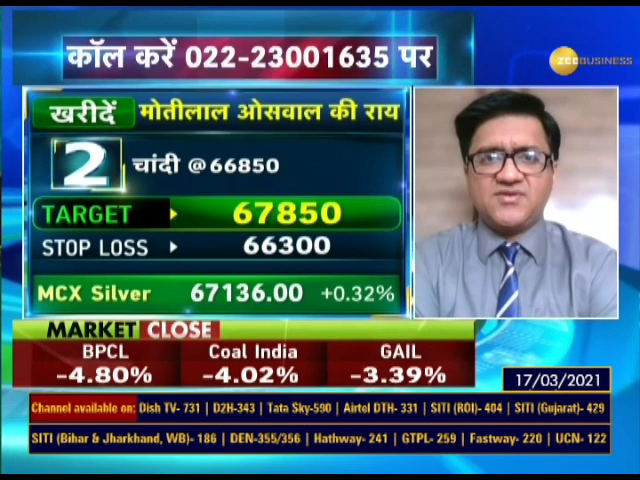 कॉल करें 022-23001635 पर
ZEEBUSINESS
खरीदें मोतीलाल ओसवाल की राय
2 चांदी @ 66850
TARGET 67850
STOP LOSS 66300
MCX Silver 67136.00 +0.32%
MARKET CLOSE
BPCL Coal India GAIL
-4.80% -4.02% -3.39%
17/03/2021
Channel available on: Dish TV- 731 | D2H-343 | Tata Sky-590 | Airtel DTH- 331 | SITI (ROI)- 404 | SITI (Gujarat)- 429
SITI (Bihar & Jharkhand, WB)- 186 | DEN-355/356 | Hathway- 241 | GTPL- 259 | Fastway- 220 | UCN- 122